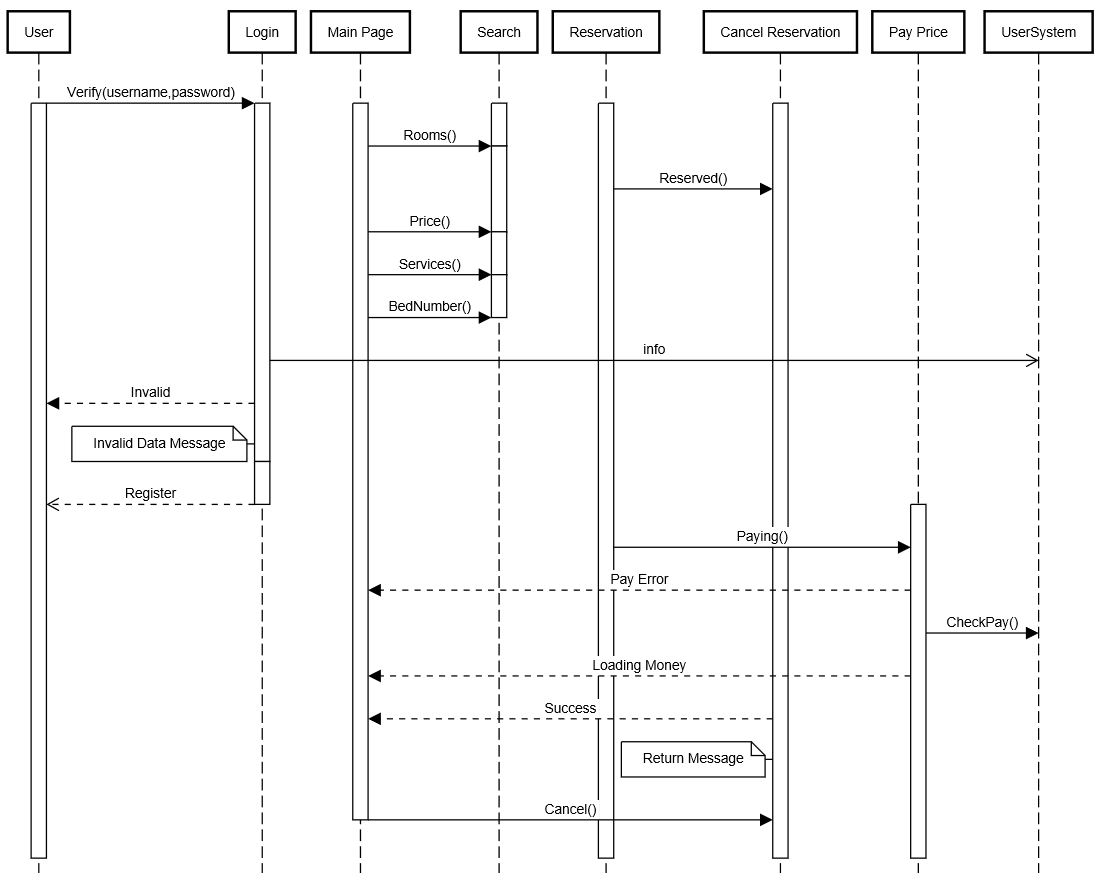 User
Login
Main Page
Search
Reservation
Cancel Reservation
Pay Price
UserSystem
Verify(username,password)
Rooms()
Reserved()
Price()
Services()
BedNumber()
info
Invalid
Invalid Data Message
Register
Paying()
Pay Error
CheckPay()
Loading Money
Success
Return Message
Cancel()